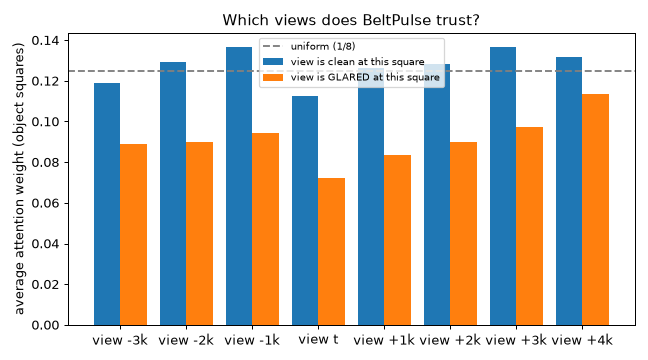 Which views does BeltPulse trust?
average attention weight (object squares)
0.14
0.12
0.10
0.08
0.06
0.04
0.02
0.00
uniform (1/8)
view is clean at this square
view is GLARED at this square
view -3k
view -2k
view -1k
view t
view +1k
view +2k
view +3k
view +4k